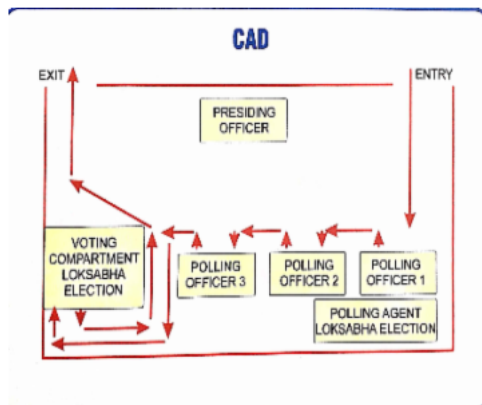 CAD
EXIT
ENTRY
PRESIDING
OFFICER
VOTING
COMPARTMENT
LOKSABHA
ELECTION
POLLING
OFFICER 3
POLLING
OFFICER 2
POLLING
OFFICER 1
POLLING AGENT
LOKSABHA ELECTION